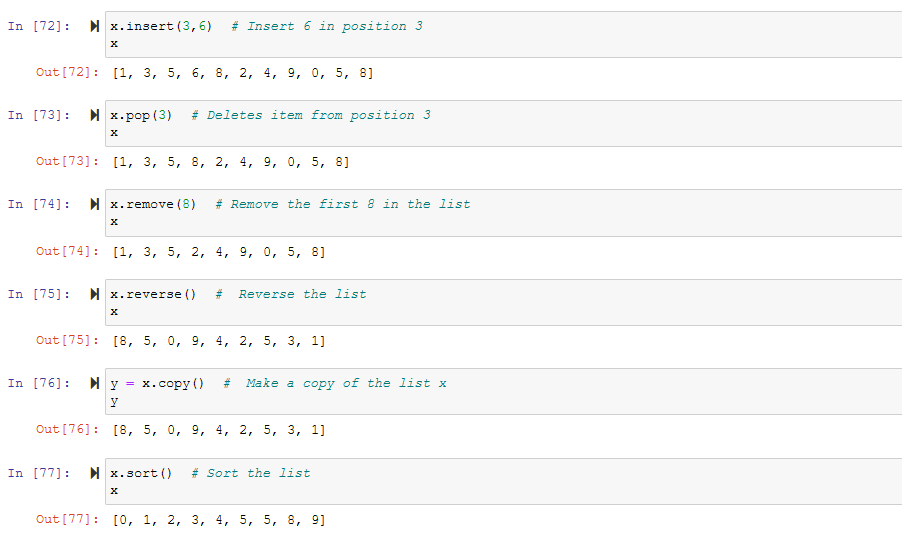 In [72]: x.insert(3,6)  # Insert 6 in position 3
x
Out[72]: [1, 3, 5, 6, 8, 2, 4, 9, 0, 5, 8]
In [73]: x.pop(3)  # Deletes item from position 3
x
Out[73]: [1, 3, 5, 8, 2, 4, 9, 0, 5, 8]
In [74]: x.remove(8)  # Remove the first 8 in the list
x
Out[74]: [1, 3, 5, 2, 4, 9, 0, 5, 8]
In [75]: x.reverse()  #  Reverse the list
x
Out[75]: [8, 5, 0, 9, 4, 2, 5, 3, 1]
In [76]: y = x.copy()  #  Make a copy of the list x
y
Out[76]: [8, 5, 0, 9, 4, 2, 5, 3, 1]
In [77]: x.sort()  # Sort the list
x
Out[77]: [0, 1, 2, 3, 4, 5, 5, 8, 9]